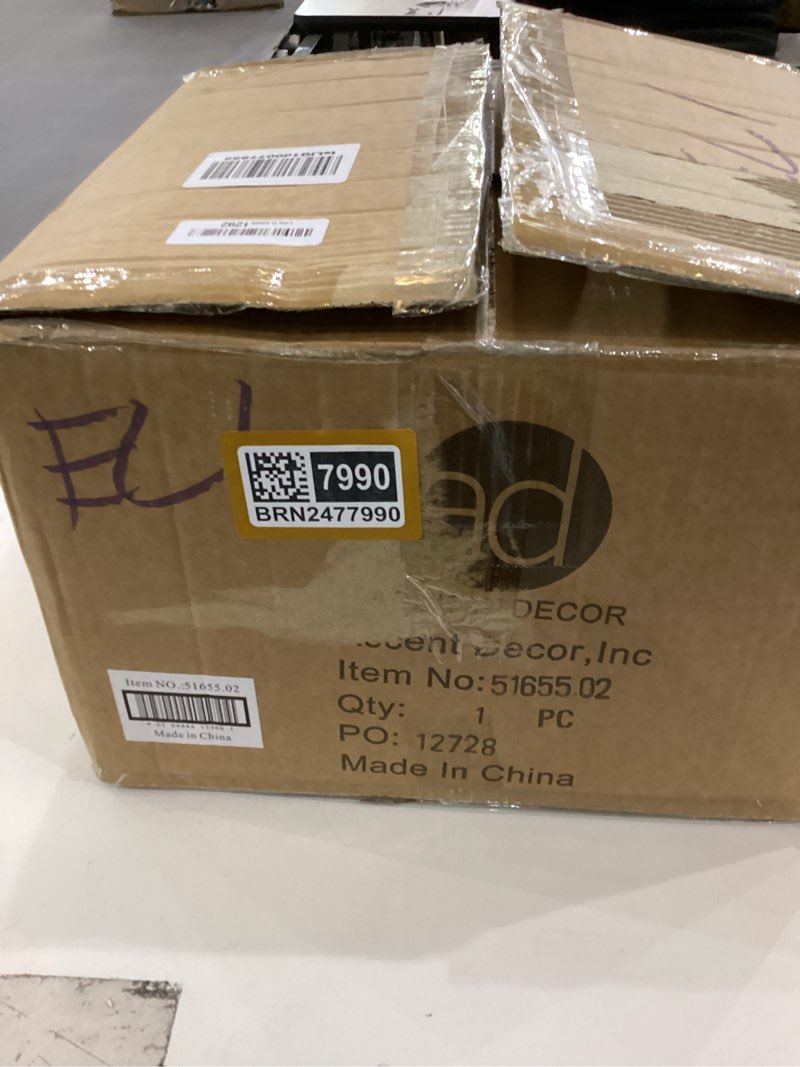 1292
EL
7990
BRN2477990
ad
DECOR
Decor,Inc
Item No:51655.02
Qty: 1 PC
PO: 12728
Made In China
Item NO.:51655.02
Made in China